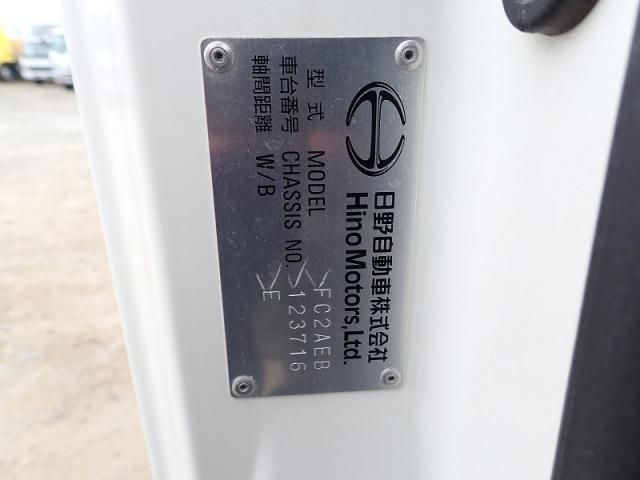 日野自動車株式会社
Hino Motors,Ltd.
型式 MODEL FC2AEB
車台番号 CHASSIS NO. 123716
軸間距離 W/B E